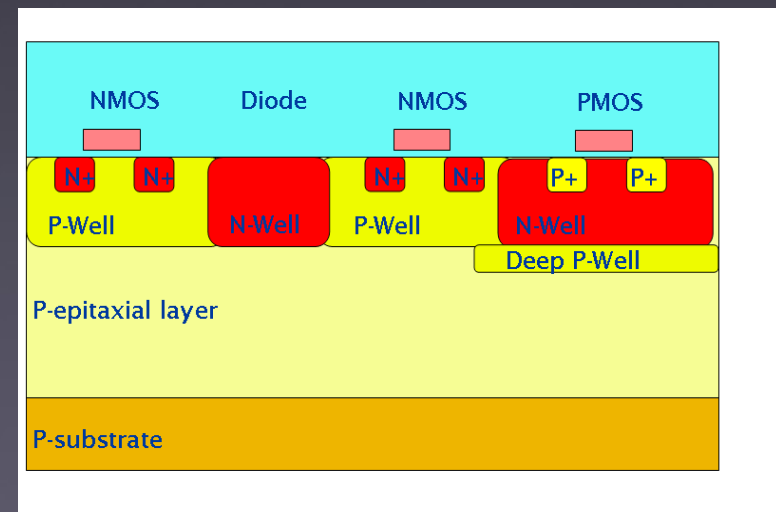 NMOS Diode NMOS PMOS
N+ N+ N+ N+ P+ P+
P-Well N-Well P-Well N-Well
Deep P-Well
P-epitaxial layer
P-substrate